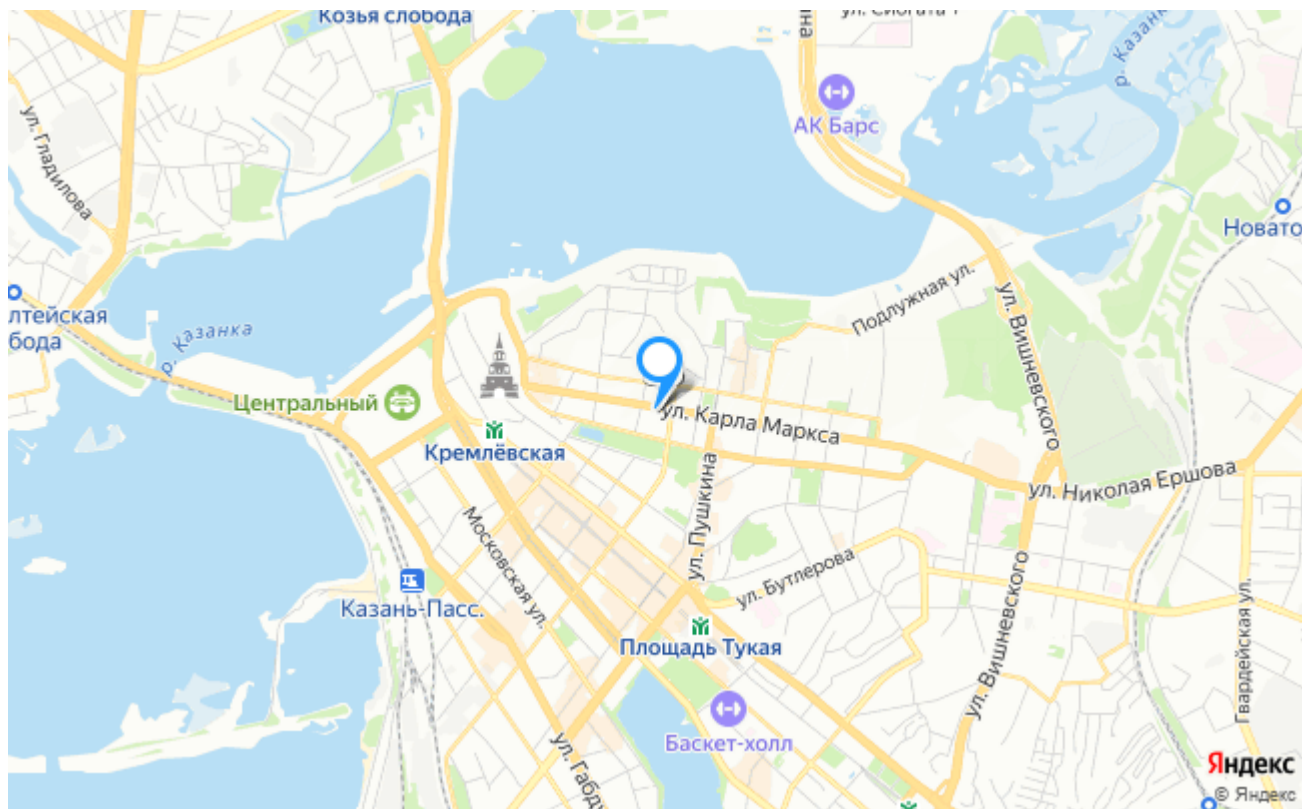 Козья слобода
ул. Гладилова
АК Барс
р. Казанка
Новато
Подлужная ул.
ул. Вишневского
лтейская
бода
р. Казанка
Центральный
Кремлёвская
ул. Карла Маркса
ул. Николая Ершова
ул. Пушкина
Московская ул.
ул. Бутлерова
Казань-Пасс.
Площадь Тукая
ул. Вишневского
Гвардейская ул.
Баскет-холл
ул. Габд
Яндекс
© Яндекс